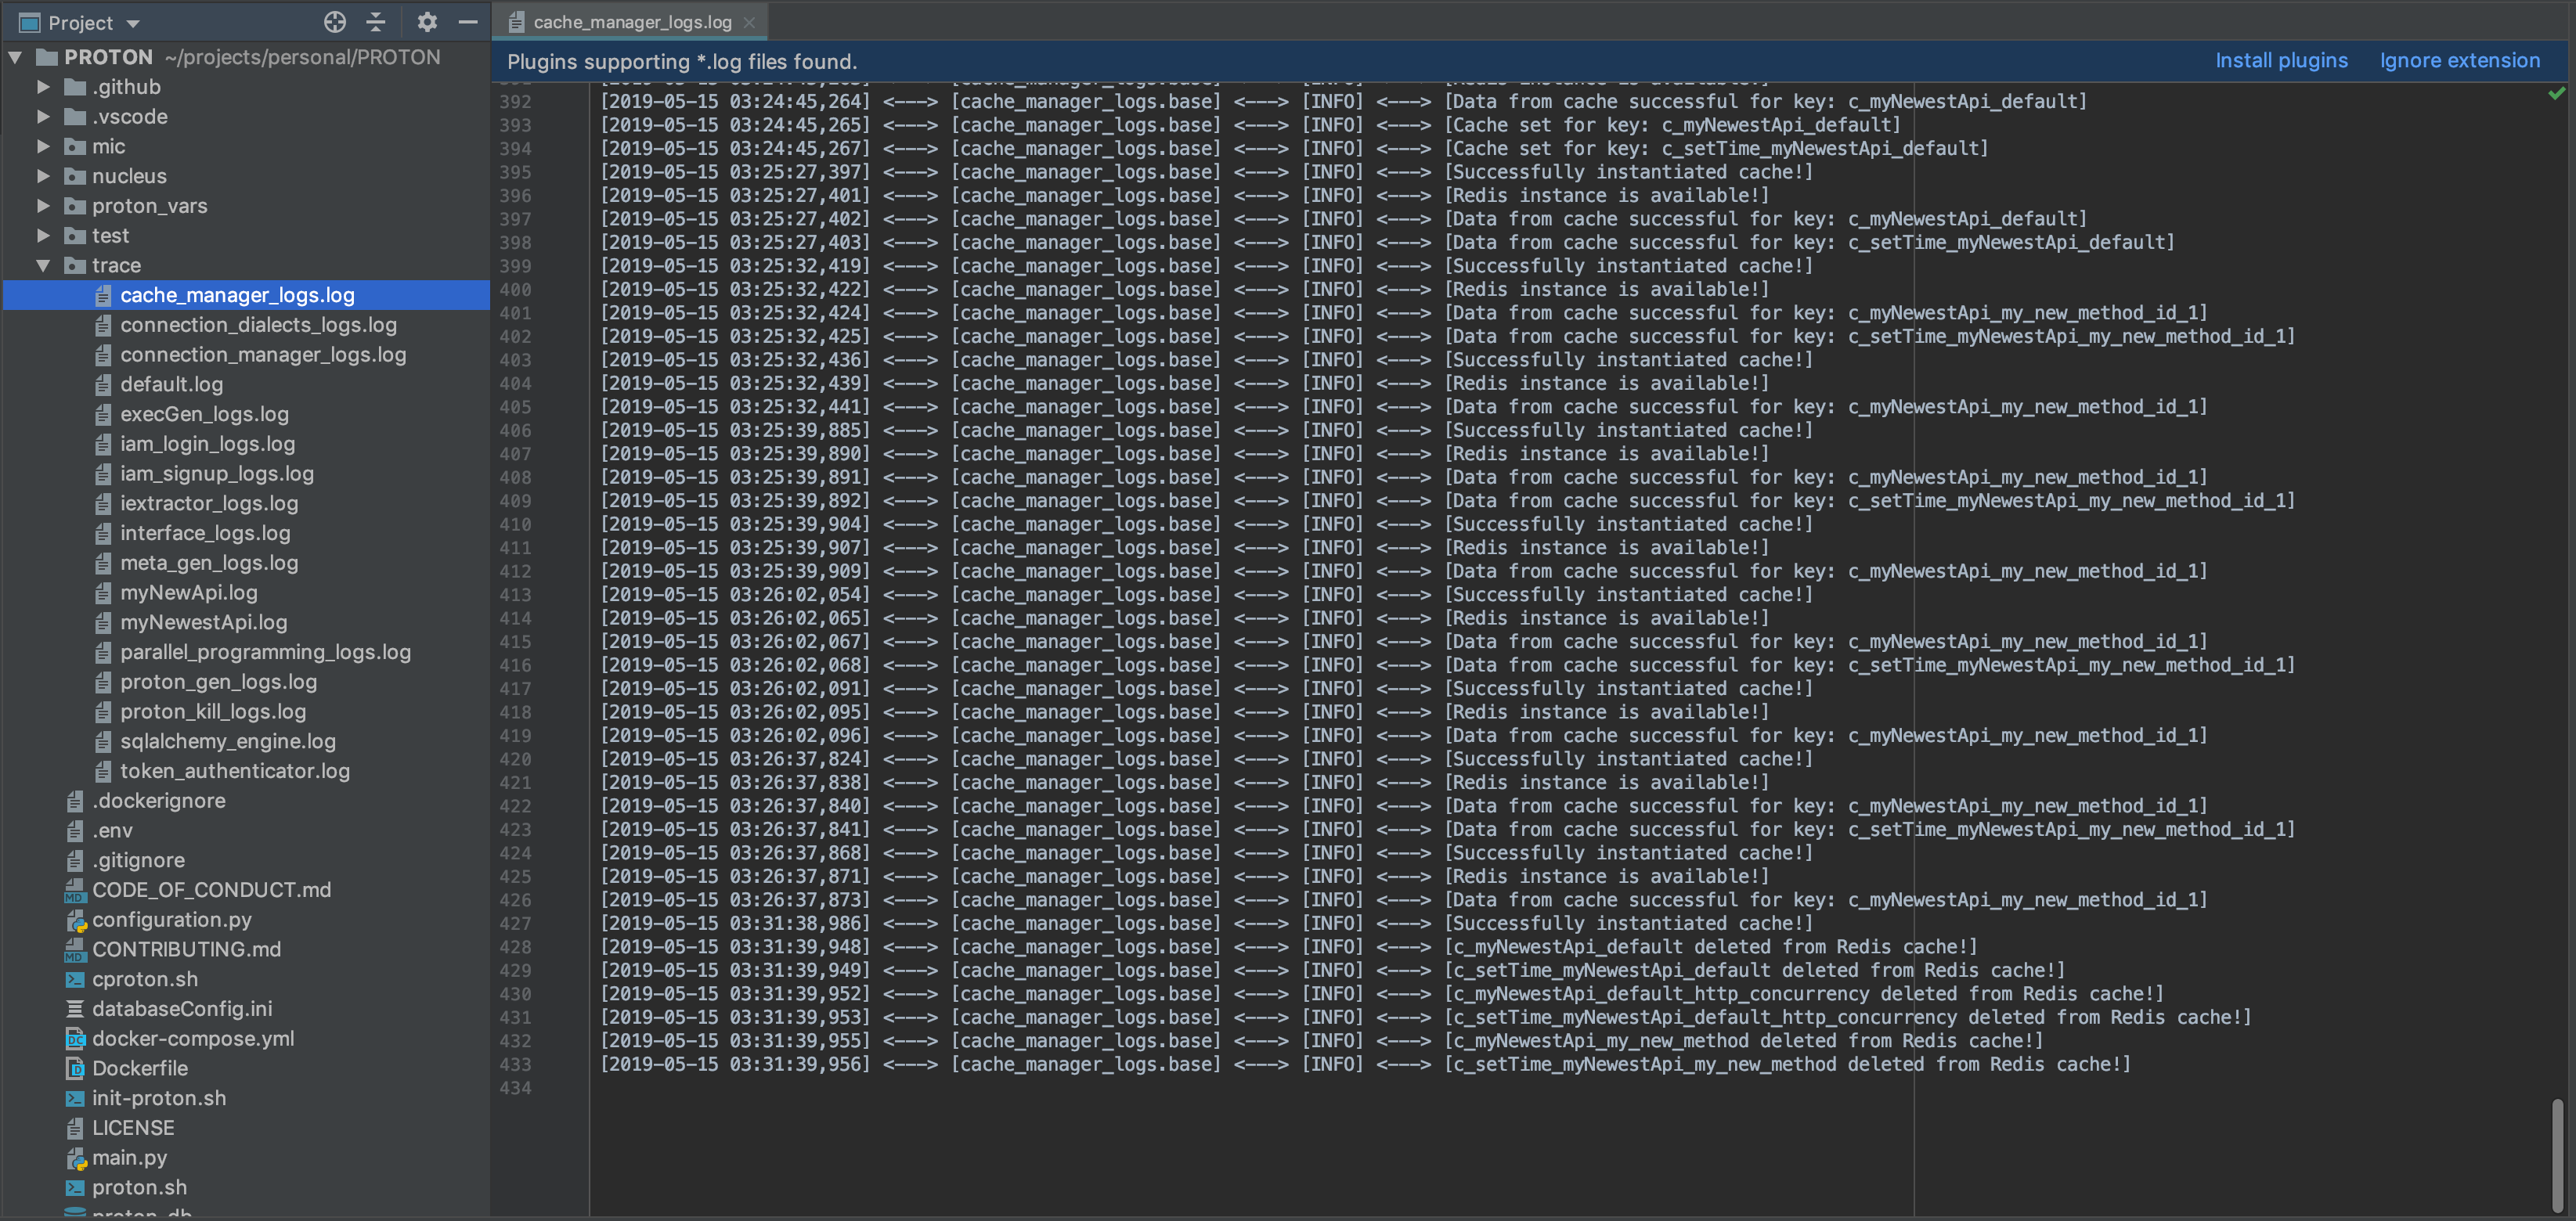 Project
cache_manager_logs.log
PROTON ~/projects/personal/PROTON
.github
.vscode
mic
nucleus
proton_vars
test
trace
cache_manager_logs.log
connection_dialects_logs.log
connection_manager_logs.log
default.log
execGen_logs.log
iam_login_logs.log
iam_signup_logs.log
iextractor_logs.log
interface_logs.log
meta_gen_logs.log
myNewApi.log
myNewestApi.log
parallel_programming_logs.log
proton_gen_logs.log
proton_kill_logs.log
sqlalchemy_engine.log
token_authenticator.log
.dockerignore
.env
.gitignore
CODE_OF_CONDUCT.md
configuration.py
CONTRIBUTING.md
cproton.sh
databaseConfig.ini
docker-compose.yml
Dockerfile
init-proton.sh
LICENSE
main.py
proton.sh
Plugins supporting *.log files found. Install plugins Ignore extension
392 [2019-05-15 03:24:45,264] <---> [cache_manager_logs.base] <---> [INFO] <---> [Data from cache successful for key: c_myNewestApi_default]
393 [2019-05-15 03:24:45,265] <---> [cache_manager_logs.base] <---> [INFO] <---> [Cache set for key: c_myNewestApi_default]
394 [2019-05-15 03:24:45,267] <---> [cache_manager_logs.base] <---> [INFO] <---> [Cache set for key: c_setTime_myNewestApi_default]
395 [2019-05-15 03:25:27,397] <---> [cache_manager_logs.base] <---> [INFO] <---> [Successfully instantiated cache!]
396 [2019-05-15 03:25:27,401] <---> [cache_manager_logs.base] <---> [INFO] <---> [Redis instance is available!]
397 [2019-05-15 03:25:27,402] <---> [cache_manager_logs.base] <---> [INFO] <---> [Data from cache successful for key: c_myNewestApi_default]
398 [2019-05-15 03:25:27,403] <---> [cache_manager_logs.base] <---> [INFO] <---> [Data from cache successful for key: c_setTime_myNewestApi_default]
399 [2019-05-15 03:25:32,419] <---> [cache_manager_logs.base] <---> [INFO] <---> [Successfully instantiated cache!]
400 [2019-05-15 03:25:32,422] <---> [cache_manager_logs.base] <---> [INFO] <---> [Redis instance is available!]
401 [2019-05-15 03:25:32,424] <---> [cache_manager_logs.base] <---> [INFO] <---> [Data from cache successful for key: c_myNewestApi_my_new_method_id_1]
402 [2019-05-15 03:25:32,425] <---> [cache_manager_logs.base] <---> [INFO] <---> [Data from cache successful for key: c_setTime_myNewestApi_my_new_method_id_1]
403 [2019-05-15 03:25:32,436] <---> [cache_manager_logs.base] <---> [INFO] <---> [Successfully instantiated cache!]
404 [2019-05-15 03:25:32,439] <---> [cache_manager_logs.base] <---> [INFO] <---> [Redis instance is available!]
405 [2019-05-15 03:25:32,441] <---> [cache_manager_logs.base] <---> [INFO] <---> [Data from cache successful for key: c_myNewestApi_my_new_method_id_1]
406 [2019-05-15 03:25:39,885] <---> [cache_manager_logs.base] <---> [INFO] <---> [Successfully instantiated cache!]
407 [2019-05-15 03:25:39,890] <---> [cache_manager_logs.base] <---> [INFO] <---> [Redis instance is available!]
408 [2019-05-15 03:25:39,891] <---> [cache_manager_logs.base] <---> [INFO] <---> [Data from cache successful for key: c_myNewestApi_my_new_method_id_1]
409 [2019-05-15 03:25:39,892] <---> [cache_manager_logs.base] <---> [INFO] <---> [Data from cache successful for key: c_setTime_myNewestApi_my_new_method_id_1]
410 [2019-05-15 03:25:39,904] <---> [cache_manager_logs.base] <---> [INFO] <---> [Successfully instantiated cache!]
411 [2019-05-15 03:25:39,907] <---> [cache_manager_logs.base] <---> [INFO] <---> [Redis instance is available!]
412 [2019-05-15 03:25:39,909] <---> [cache_manager_logs.base] <---> [INFO] <---> [Data from cache successful for key: c_myNewestApi_my_new_method_id_1]
413 [2019-05-15 03:26:02,054] <---> [cache_manager_logs.base] <---> [INFO] <---> [Successfully instantiated cache!]
414 [2019-05-15 03:26:02,065] <---> [cache_manager_logs.base] <---> [INFO] <---> [Redis instance is available!]
415 [2019-05-15 03:26:02,067] <---> [cache_manager_logs.base] <---> [INFO] <---> [Data from cache successful for key: c_myNewestApi_my_new_method_id_1]
416 [2019-05-15 03:26:02,068] <---> [cache_manager_logs.base] <---> [INFO] <---> [Data from cache successful for key: c_setTime_myNewestApi_my_new_method_id_1]
417 [2019-05-15 03:26:02,091] <---> [cache_manager_logs.base] <---> [INFO] <---> [Successfully instantiated cache!]
418 [2019-05-15 03:26:02,095] <---> [cache_manager_logs.base] <---> [INFO] <---> [Redis instance is available!]
419 [2019-05-15 03:26:02,096] <---> [cache_manager_logs.base] <---> [INFO] <---> [Data from cache successful for key: c_myNewestApi_my_new_method_id_1]
420 [2019-05-15 03:26:37,824] <---> [cache_manager_logs.base] <---> [INFO] <---> [Successfully instantiated cache!]
421 [2019-05-15 03:26:37,838] <---> [cache_manager_logs.base] <---> [INFO] <---> [Redis instance is available!]
422 [2019-05-15 03:26:37,840] <---> [cache_manager_logs.base] <---> [INFO] <---> [Data from cache successful for key: c_myNewestApi_my_new_method_id_1]
423 [2019-05-15 03:26:37,841] <---> [cache_manager_logs.base] <---> [INFO] <---> [Data from cache successful for key: c_setTime_myNewestApi_my_new_method_id_1]
424 [2019-05-15 03:26:37,868] <---> [cache_manager_logs.base] <---> [INFO] <---> [Successfully instantiated cache!]
425 [2019-05-15 03:26:37,871] <---> [cache_manager_logs.base] <---> [INFO] <---> [Redis instance is available!]
426 [2019-05-15 03:26:37,873] <---> [cache_manager_logs.base] <---> [INFO] <---> [Data from cache successful for key: c_myNewestApi_my_new_method_id_1]
427 [2019-05-15 03:31:38,986] <---> [cache_manager_logs.base] <---> [INFO] <---> [Successfully instantiated cache!]
428 [2019-05-15 03:31:39,948] <---> [cache_manager_logs.base] <---> [INFO] <---> [c_myNewestApi_default deleted from Redis cache!]
429 [2019-05-15 03:31:39,949] <---> [cache_manager_logs.base] <---> [INFO] <---> [c_setTime_myNewestApi_default deleted from Redis cache!]
430 [2019-05-15 03:31:39,952] <---> [cache_manager_logs.base] <---> [INFO] <---> [c_myNewestApi_default_http_concurrency deleted from Redis cache!]
431 [2019-05-15 03:31:39,953] <---> [cache_manager_logs.base] <---> [INFO] <---> [c_setTime_myNewestApi_default_http_concurrency deleted from Redis cache!]
432 [2019-05-15 03:31:39,955] <---> [cache_manager_logs.base] <---> [INFO] <---> [c_myNewestApi_my_new_method deleted from Redis cache!]
433 [2019-05-15 03:31:39,956] <---> [cache_manager_logs.base] <---> [INFO] <---> [c_setTime_myNewestApi_my_new_method deleted from Redis cache!]
434